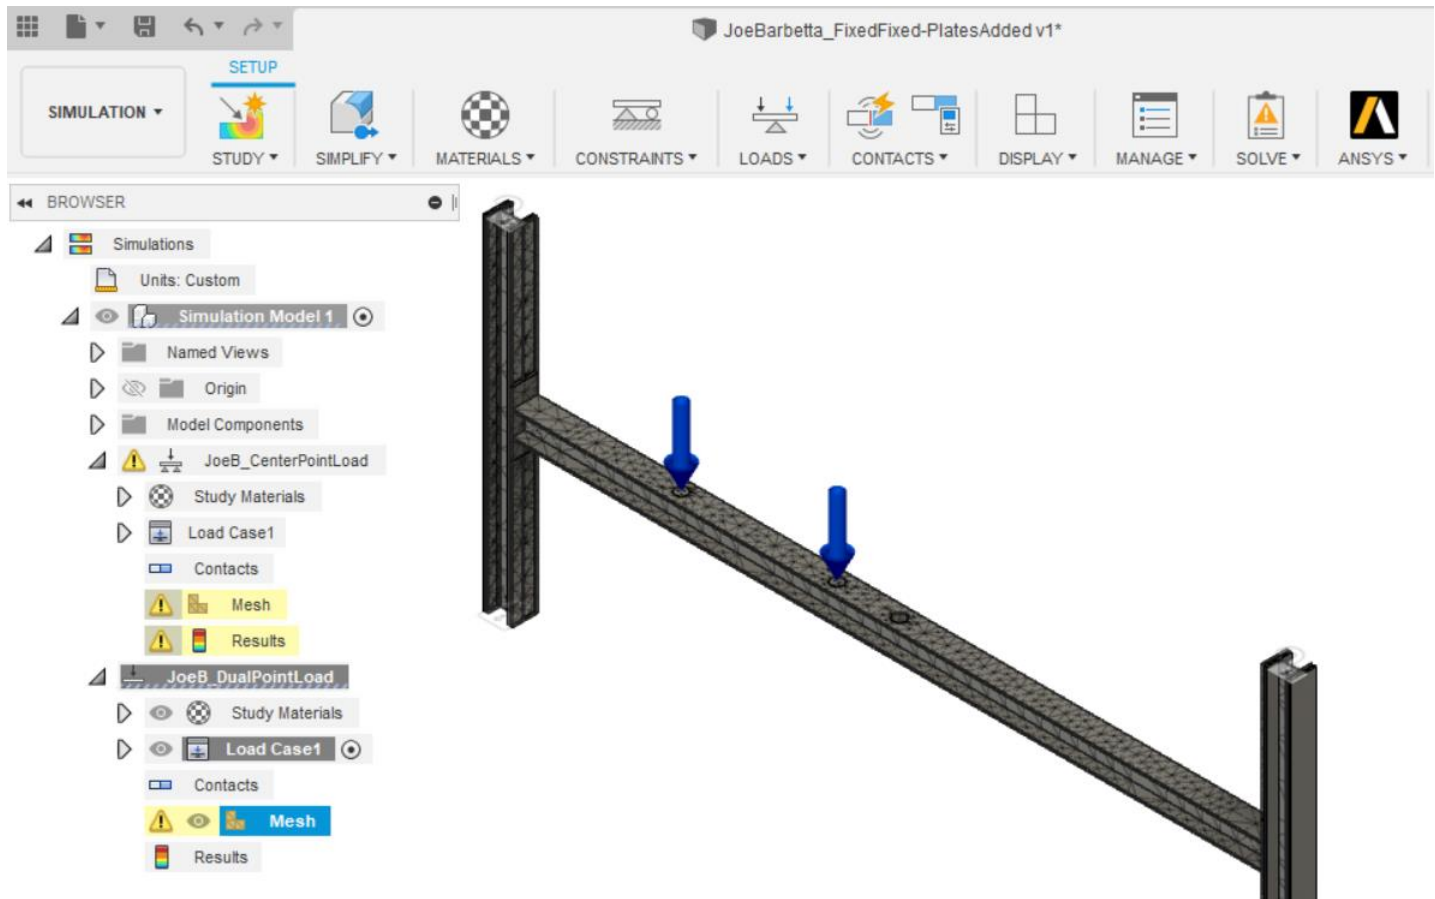 JoeBarbetta_FixedFixed-PlatesAdded v1*
SETUP
SIMULATION
STUDY SIMPLIFY MATERIALS CONSTRAINTS LOADS CONTACTS DISPLAY MANAGE SOLVE ANSYS
BROWSER
Simulations
Units: Custom
Simulation Model 1
Named Views
Origin
Model Components
JoeB_CenterPointLoad
Study Materials
Load Case1
Contacts
Mesh
Results
JoeB_DualPointLoad
Study Materials
Load Case1
Contacts
Mesh
Results